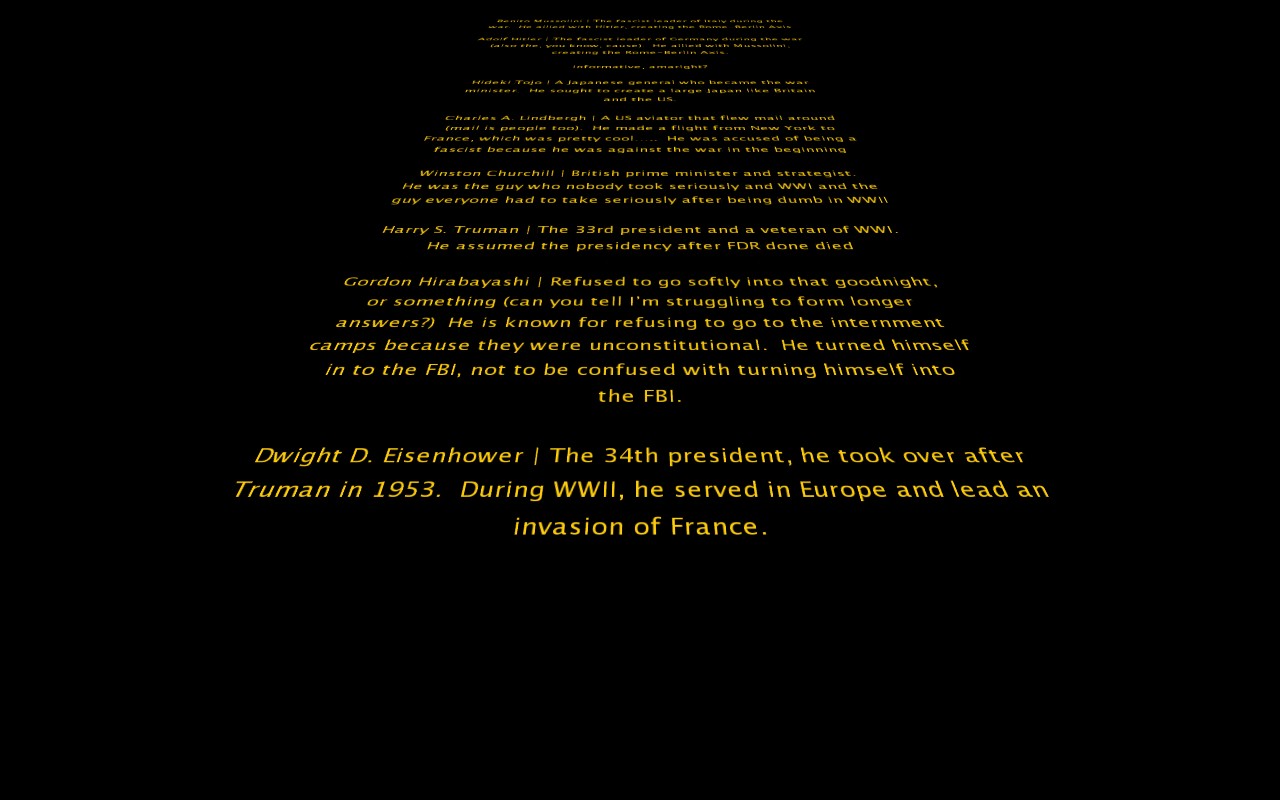 Benito Mussolini | The fascist leader of Italy during the
war.  He allied with Hitler, creating the Rome-Berlin Axis
Adolf Hitler | The fascist leader of Germany during the war
(also the, you know, cause).  He allied with Mussolini,
creating the Rome-Berlin Axis.
informative, amaright?
Hideki Tojo | A Japanese general who became the war
minister.  He sought to create a large Japan like Britain
and the US.
Charles A. Lindbergh | A US aviator that flew mail around
(mail is people too).  He made a flight from New York to
France, which was pretty cool.....  He was accused of being a
fascist because he was against the war in the beginning
Winston Churchill | British prime minister and strategist.
He was the guy who nobody took seriously and WWI and the
guy everyone had to take seriously after being dumb in WWII
Harry S. Truman | The 33rd president and a veteran of WWI.
He assumed the presidency after FDR done died
Gordon Hirabayashi | Refused to go softly into that goodnight,
or something (can you tell I'm struggling to form longer
answers?)  He is known for refusing to go to the internment
camps because they were unconstitutional.  He turned himself
in to the FBI, not to be confused with turning himself into
the FBI.
Dwight D. Eisenhower | The 34th president, he took over after
Truman in 1953.  During WWII, he served in Europe and lead an
invasion of France.